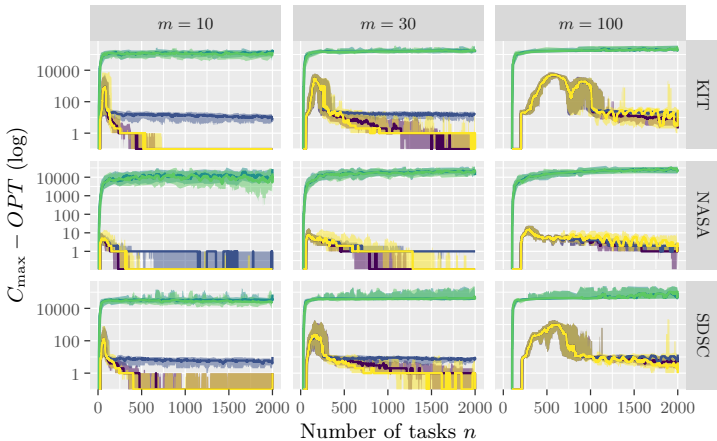 m = 10
m = 30
m = 100
C_max − OPT (log)
10000
100
1
KIT
10000
1000
100
10
1
NASA
10000
100
1
SDSC
0 500 1000 1500 2000
0 500 1000 1500 2000
0 500 1000 1500 2000
Number of tasks n